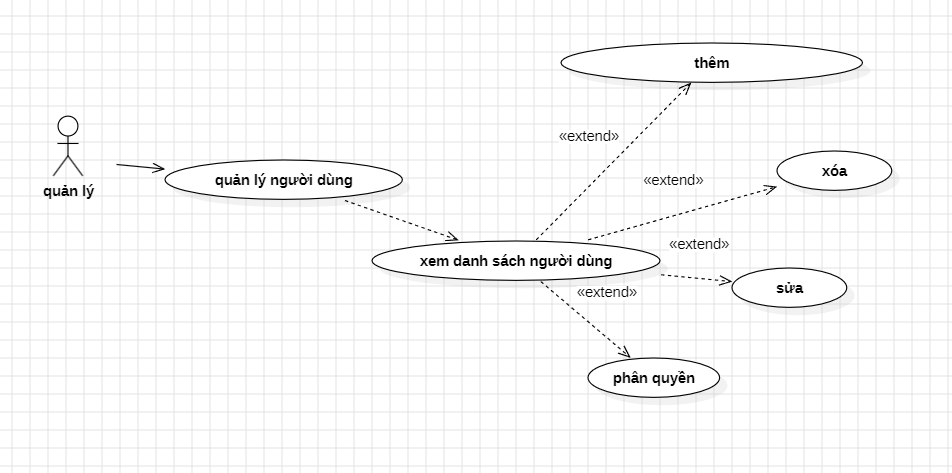 thêm
«extend»
xóa
«extend»
quản lý người dùng
quản lý
«extend»
xem danh sách người dùng
sửa
«extend»
phân quyền